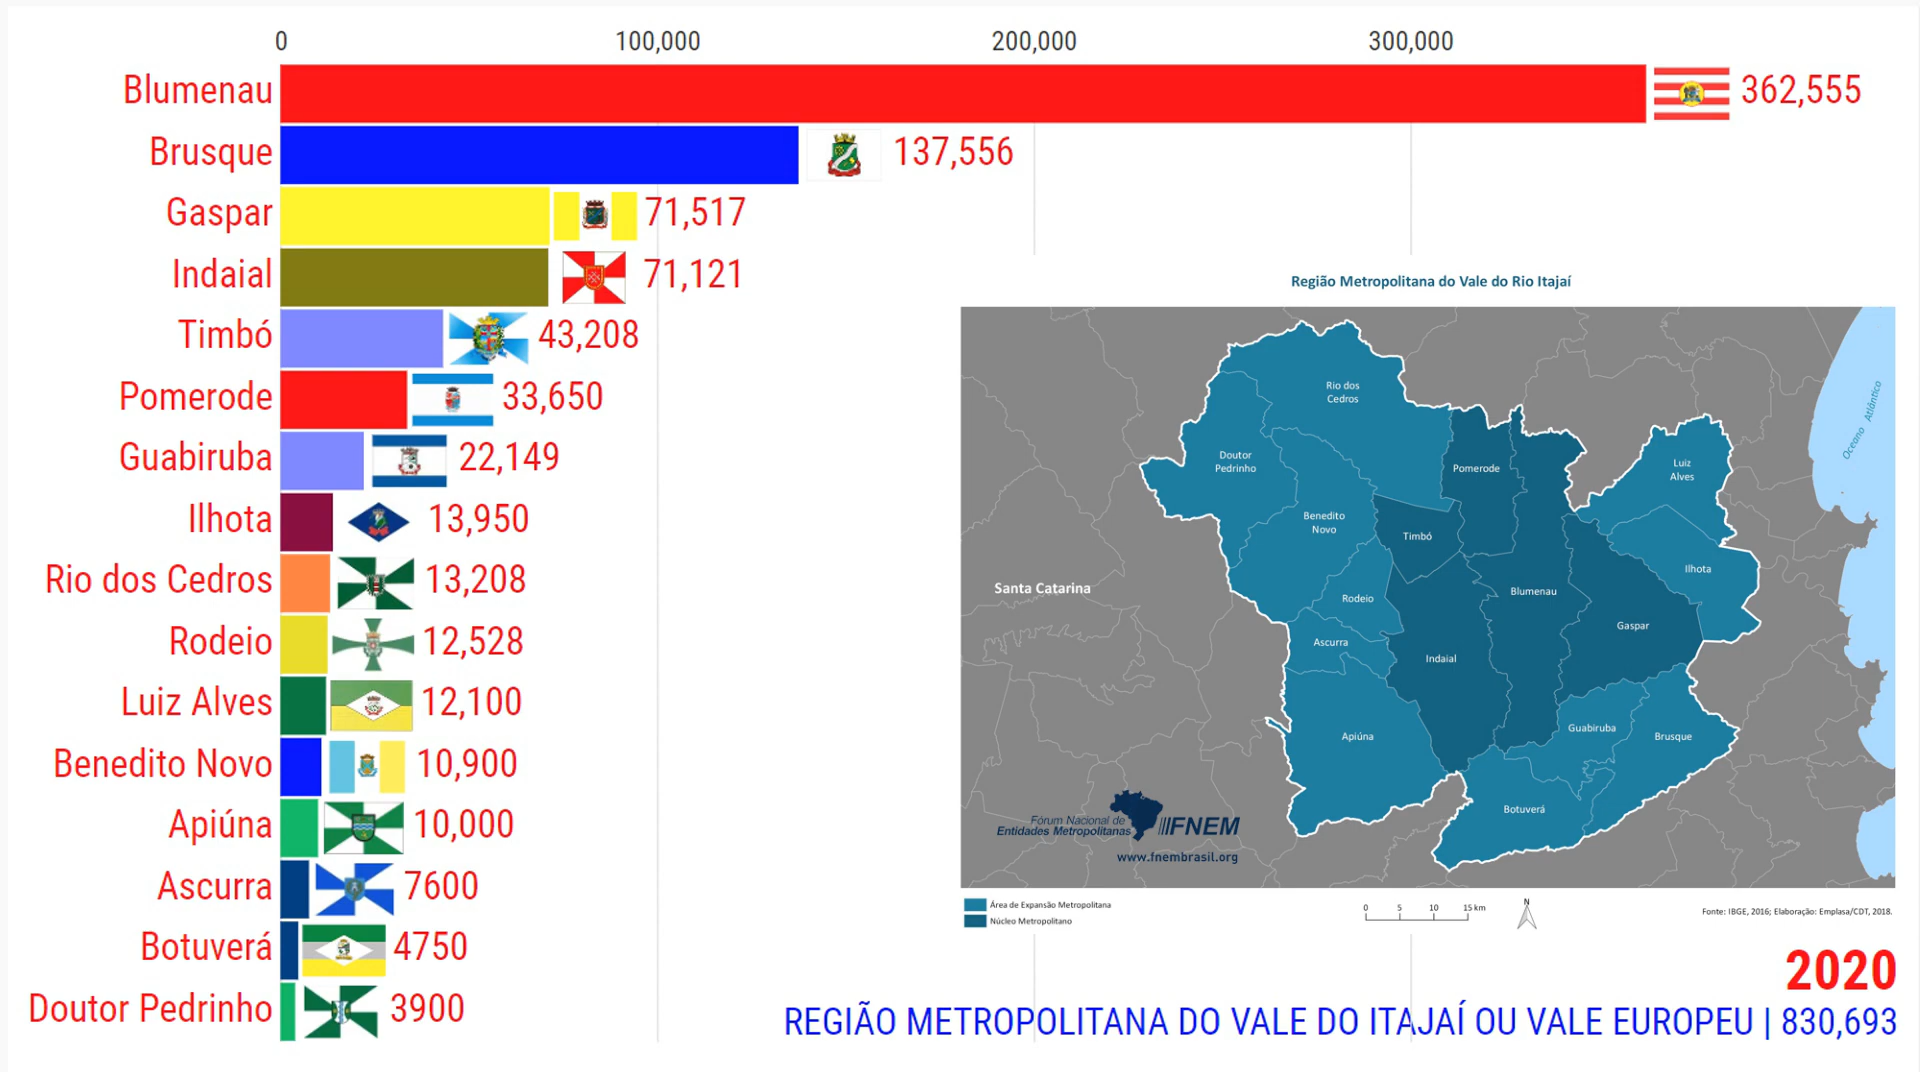 0 100,000 200,000 300,000
Blumenau 362,555
Brusque 137,556
Gaspar 71,517
Indaial 71,121
Timbó 43,208
Pomerode 33,650
Guabiruba 22,149
Ilhota 13,950
Rio dos Cedros 13,208
Rodeio 12,528
Luiz Alves 12,100
Benedito Novo 10,900
Apiúna 10,000
Ascurra 7600
Botuverá 4750
Doutor Pedrinho 3900
Região Metropolitana do Vale do Rio Itajaí
Oceano Atlântico
Rio dos
Cedros
Doutor
Pedrinho
Pomerode
Luiz
Alves
Benedito
Novo
Timbó
Ilhota
Santa Catarina
Rodeio
Blumenau
Gaspar
Ascurra
Indaial
Apiúna
Guabiruba
Brusque
Botuverá
Fórum Nacional de
Entidades Metropolitanas
FNEM
www.fnembrasil.org
Área de Expansão Metropolitana
Núcleo Metropolitano
0 5 10 15 km
N
Fonte: IBGE, 2016; Elaboração: Emplasa/CDT, 2018.
2020
REGIÃO METROPOLITANA DO VALE DO ITAJAÍ OU VALE EUROPEU | 830,693